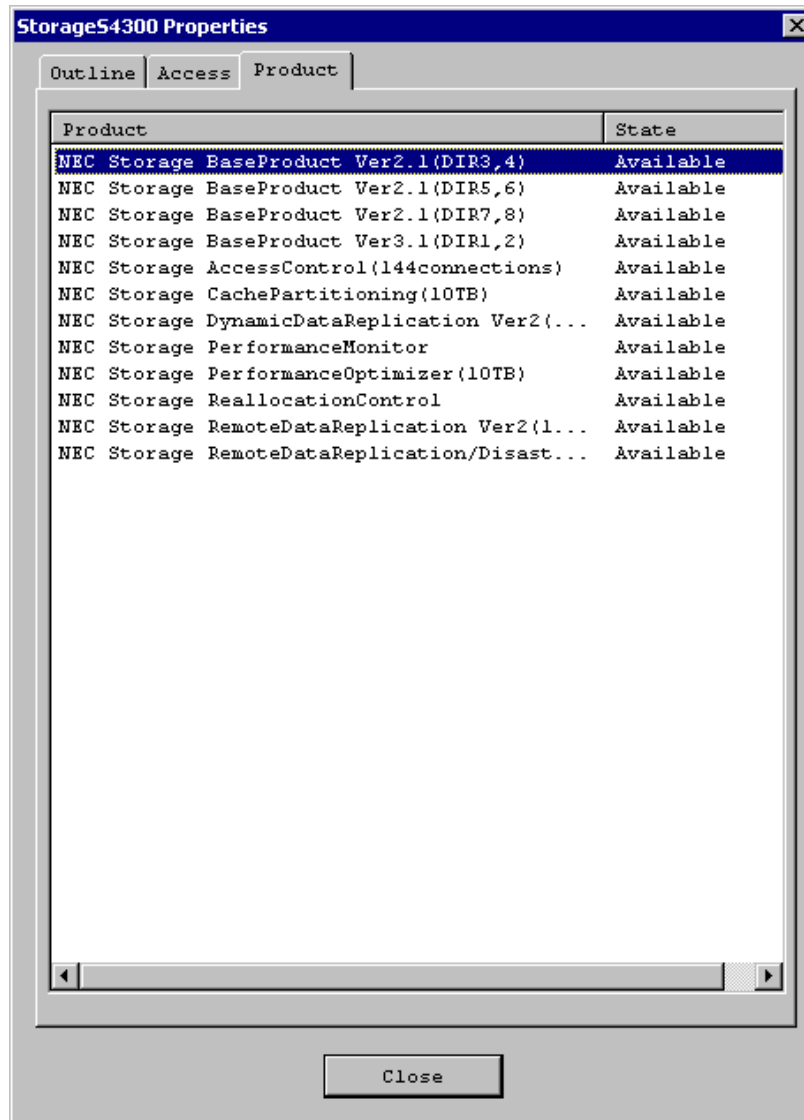 StorageS4300 Properties
Outline Access Product
Product State
NEC Storage BaseProduct Ver2.1(DIR3,4) Available
NEC Storage BaseProduct Ver2.1(DIR5,6) Available
NEC Storage BaseProduct Ver2.1(DIR7,8) Available
NEC Storage BaseProduct Ver3.1(DIR1,2) Available
NEC Storage AccessControl(144connections) Available
NEC Storage CachePartitioning(10TB) Available
NEC Storage DynamicDataReplication Ver2(... Available
NEC Storage PerformanceMonitor Available
NEC Storage PerformanceOptimizer(10TB) Available
NEC Storage ReallocationControl Available
NEC Storage RemoteDataReplication Ver2(1... Available
NEC Storage RemoteDataReplication/Disast... Available
Close